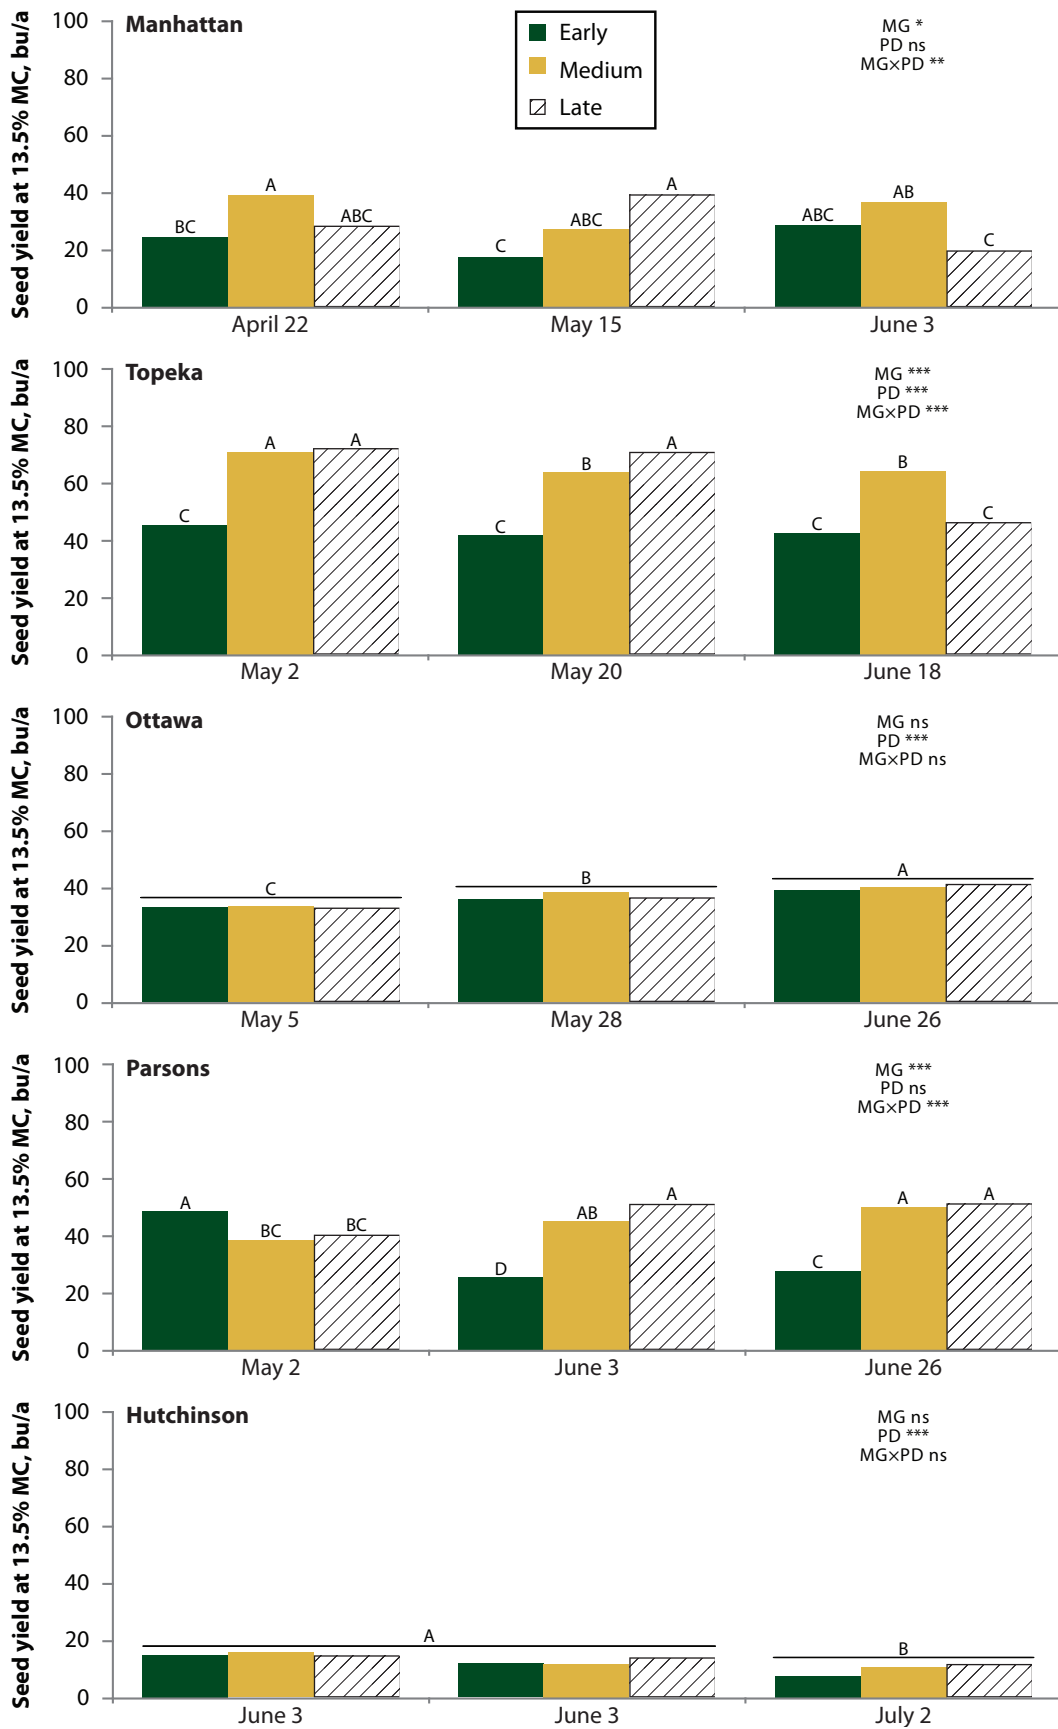 Manhattan
Early
Medium
Late
MG *
PD ns
MG×PD **
Seed yield at 13.5% MC, bu/a
100
80
60
40
20
0
BC
A
ABC
C
ABC
A
ABC
AB
C
April 22
May 15
June 3
Topeka
MG ***
PD ***
MG×PD ***
Seed yield at 13.5% MC, bu/a
100
80
60
40
20
0
C
A
A
C
B
A
C
B
C
May 2
May 20
June 18
Ottawa
MG ns
PD ***
MG×PD ns
Seed yield at 13.5% MC, bu/a
100
80
60
40
20
0
C
B
A
May 5
May 28
June 26
Parsons
MG ***
PD ns
MG×PD ***
Seed yield at 13.5% MC, bu/a
100
80
60
40
20
0
A
BC
BC
D
AB
A
C
A
A
May 2
June 3
June 26
Hutchinson
MG ns
PD ***
MG×PD ns
Seed yield at 13.5% MC, bu/a
100
80
60
40
20
0
A
B
June 3
June 3
July 2